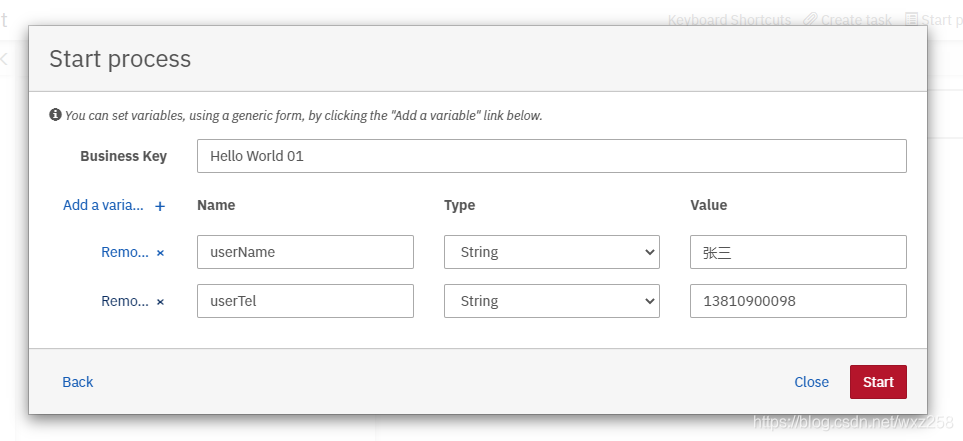 t
Keyboard Shortcuts Create task Start p
Start process
You can set variables, using a generic form, by clicking the "Add a variable" link below.
Business Key Hello World 01
Add a varia... + Name Type Value
Remo... × userName String 张三
Remo... × userTel String 13810900098
Back Close Start
https://blog.csdn.net/wxz258